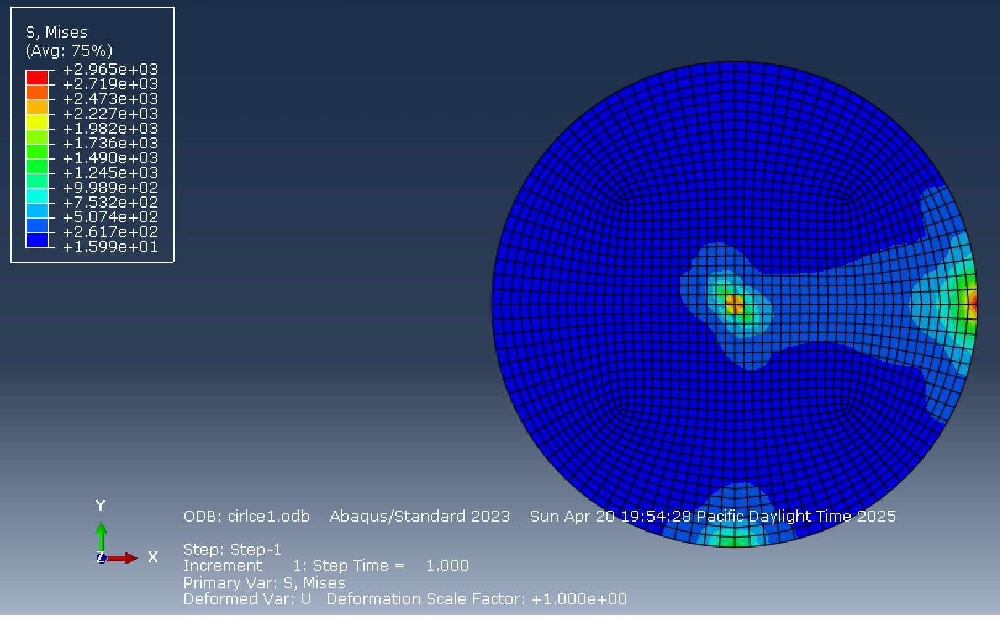 S, Mises
(Avg: 75%)
+2.965e+03
+2.719e+03
+2.473e+03
+2.227e+03
+1.982e+03
+1.736e+03
+1.490e+03
+1.245e+03
+9.989e+02
+7.532e+02
+5.074e+02
+2.617e+02
+1.599e+01
Y
Z
X
ODB: cirlce1.odb Abaqus/Standard 2023 Sun Apr 20 19:54:28 Pacific Daylight Time 2025
Step: Step-1
Increment 1: Step Time = 1.000
Primary Var: S, Mises
Deformed Var: U Deformation Scale Factor: +1.000e+00